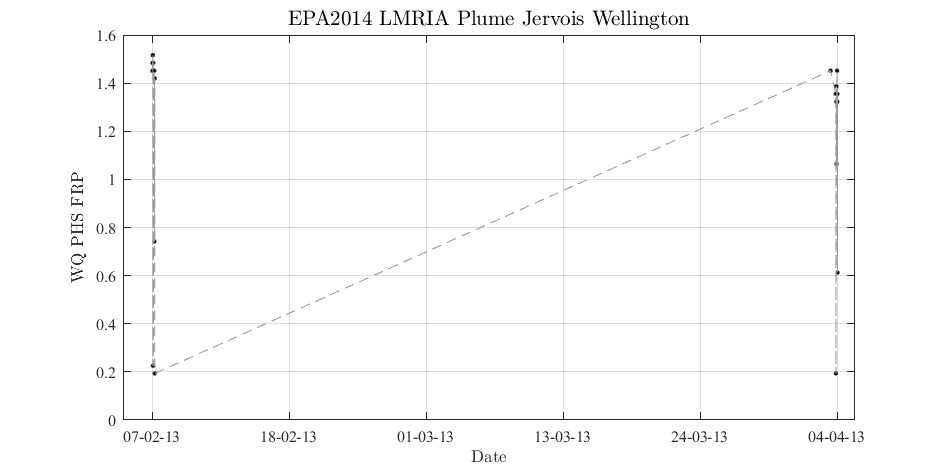 EPA2014 LMRIA Plume Jervois Wellington
WQ PHS FRP
1.6
1.4
1.2
1
0.8
0.6
0.4
0.2
0
07-02-13 18-02-13 01-03-13 13-03-13 24-03-13 04-04-13
Date